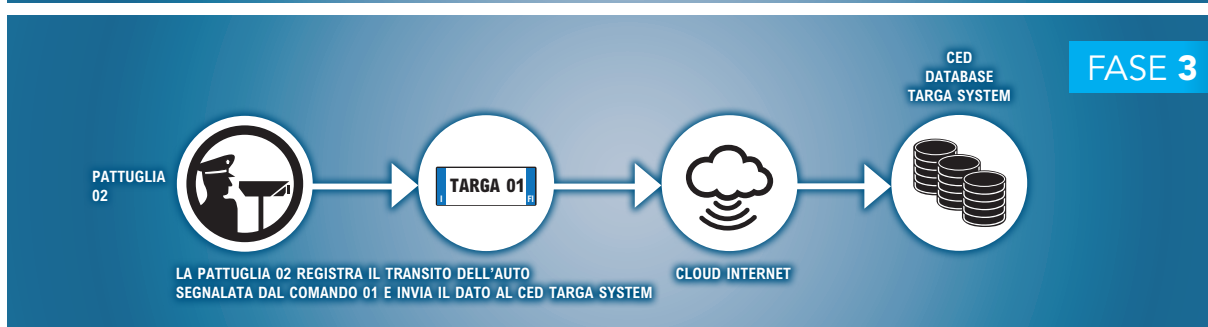 FASE 3
CED
DATABASE
TARGA SYSTEM
PATTUGLIA
02
TARGA 01
I
FI
LA PATTUGLIA 02 REGISTRA IL TRANSITO DELL'AUTO
SEGNALATA DAL COMANDO 01 E INVIA IL DATO AL CED TARGA SYSTEM
CLOUD INTERNET